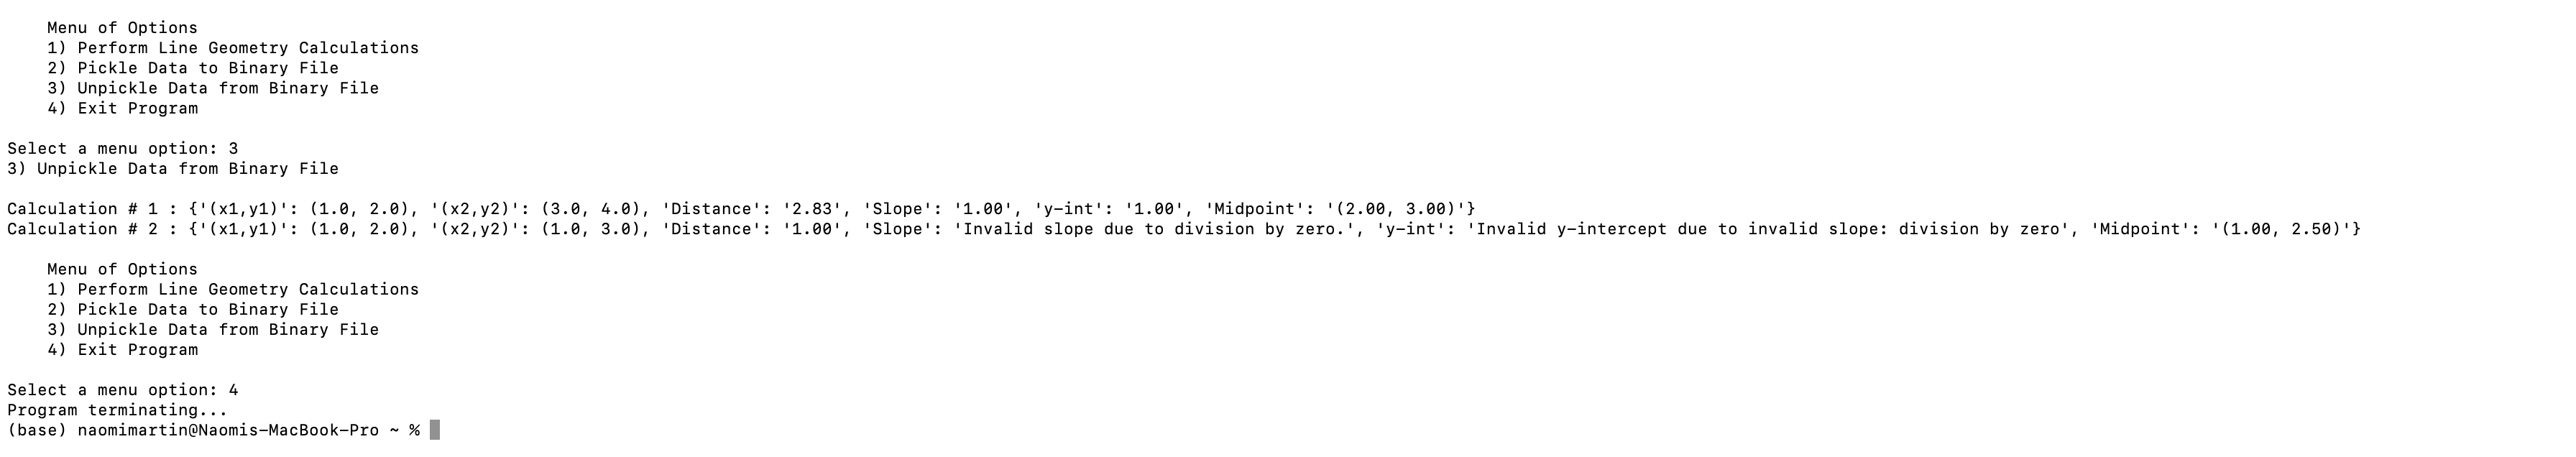 Menu of Options
1) Perform Line Geometry Calculations
2) Pickle Data to Binary File
3) Unpickle Data from Binary File
4) Exit Program
Select a menu option: 3
3) Unpickle Data from Binary File
Calculation # 1 : {'(x1,y1)': (1.0, 2.0), '(x2,y2)': (3.0, 4.0), 'Distance': '2.83', 'Slope': '1.00', 'y-int': '1.00', 'Midpoint': '(2.00, 3.00)'}
Calculation # 2 : {'(x1,y1)': (1.0, 2.0), '(x2,y2)': (1.0, 3.0), 'Distance': '1.00', 'Slope': 'Invalid slope due to division by zero.', 'y-int': 'Invalid y-intercept due to invalid slope: division by zero', 'Midpoint': '(1.00, 2.50)'}
Menu of Options
1) Perform Line Geometry Calculations
2) Pickle Data to Binary File
3) Unpickle Data from Binary File
4) Exit Program
Select a menu option: 4
Program terminating...
(base) naomimartin@Naomis-MacBook-Pro ~ %